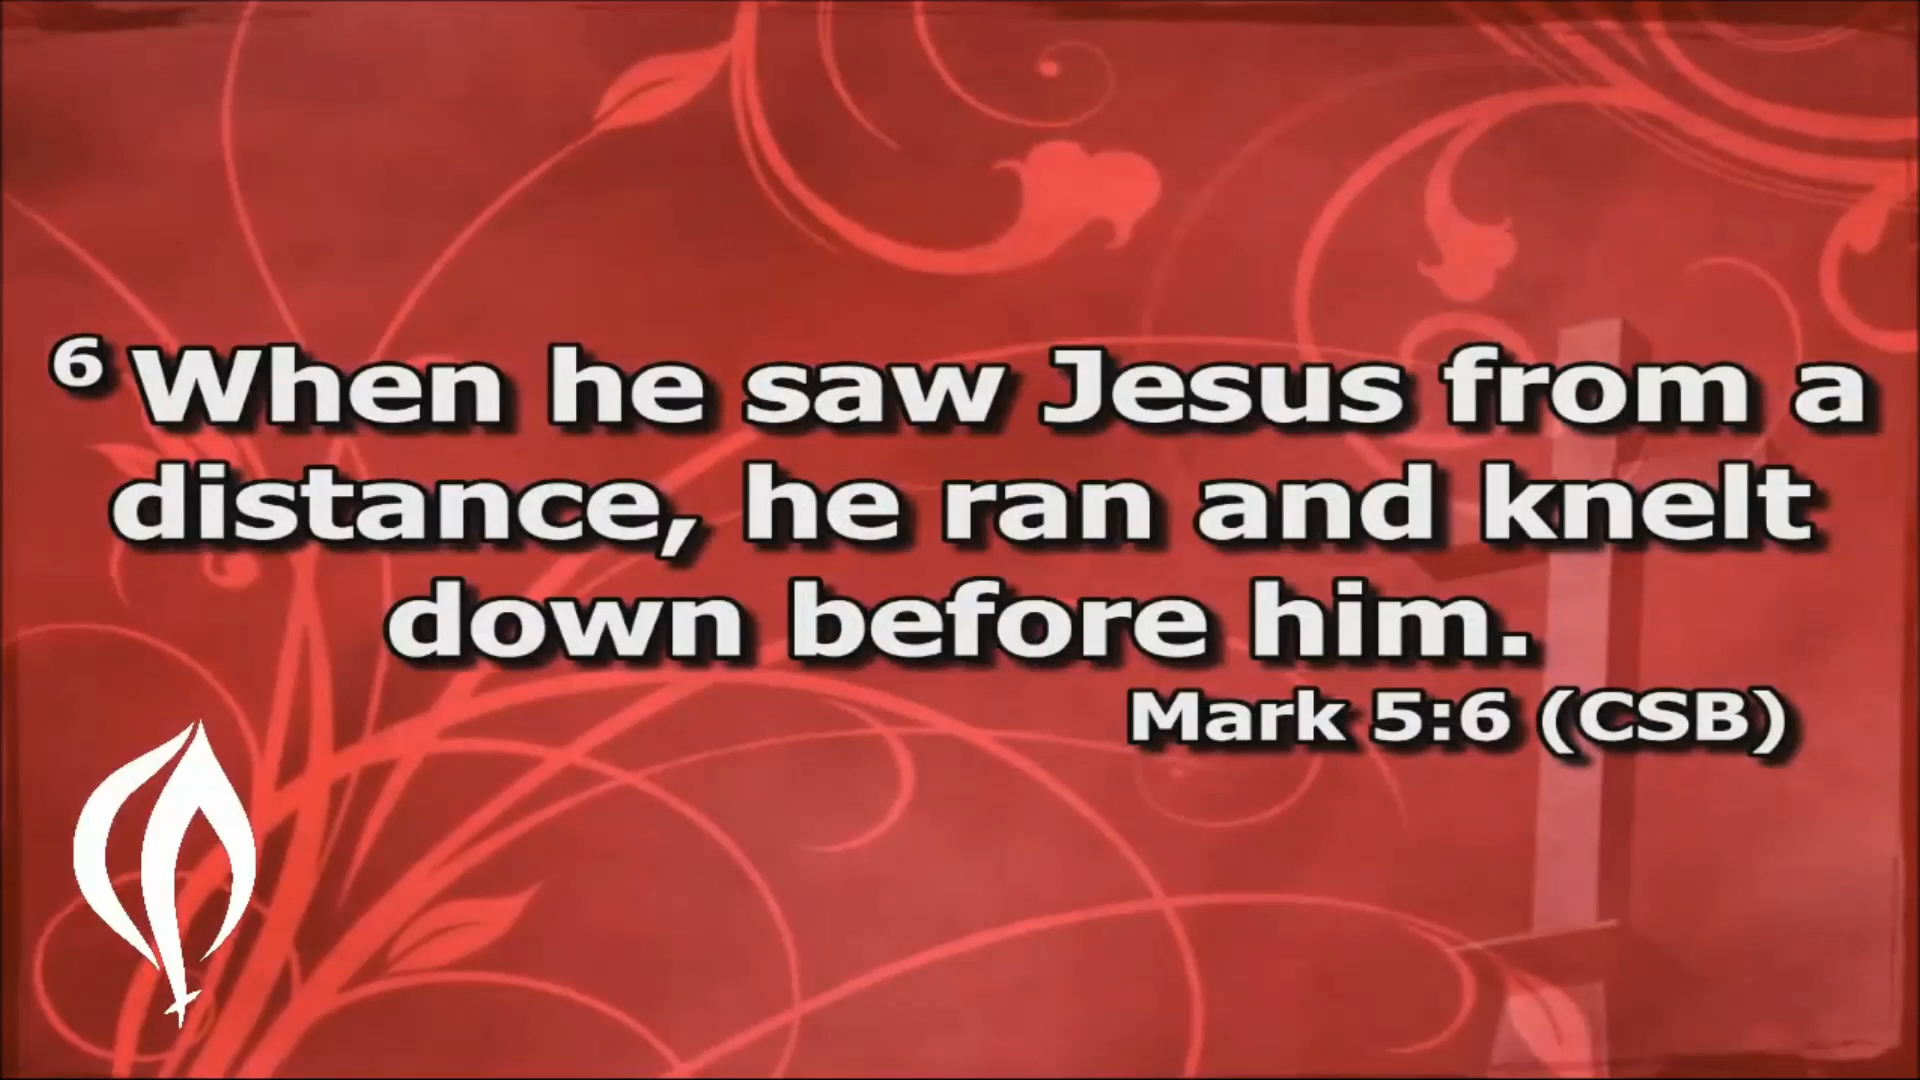 6 When he saw Jesus from a
distance, he ran and knelt
down before him.
Mark 5:6 (CSB)